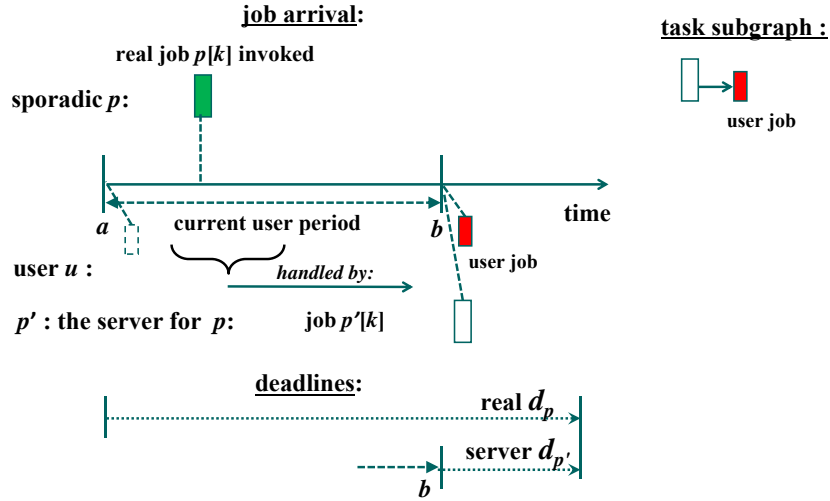 job arrival:
task subgraph :
real job p[k] invoked
sporadic p:
user job
time
a
current user period
b
user u :
handled by:
user job
p' : the server for p:
job p'[k]
deadlines:
real dp
server dp'
b